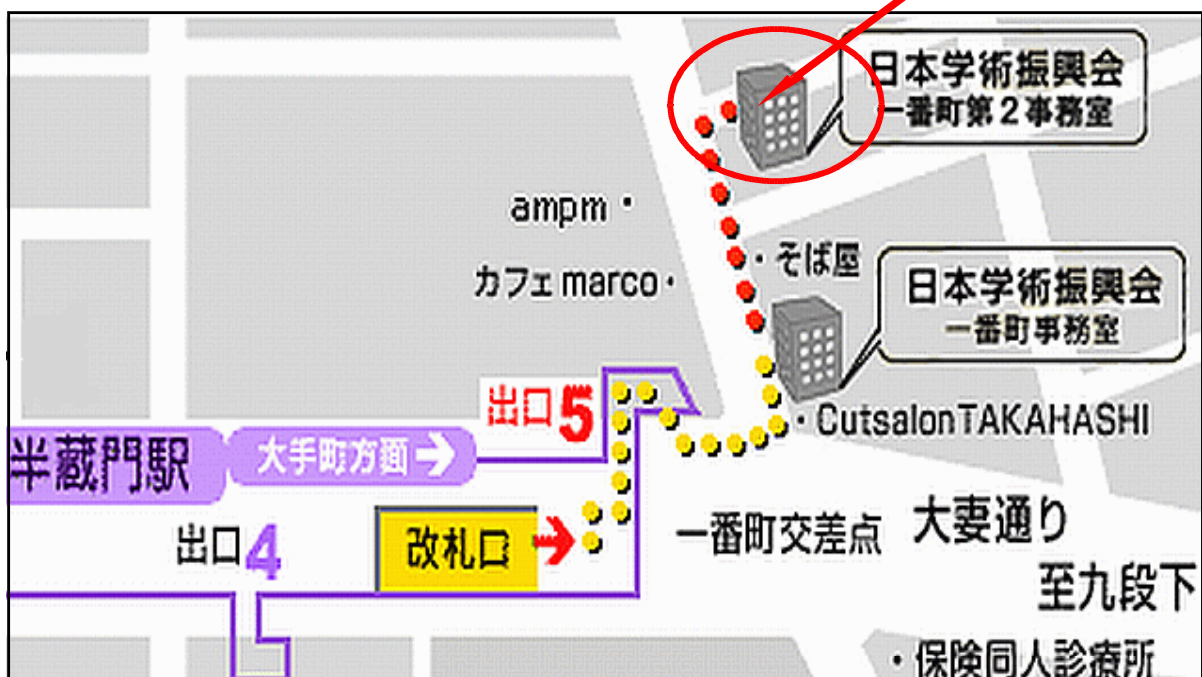 日本学術振興会
一番町第2事務室
ampm
そば屋
カフェ marco
日本学術振興会
一番町事務室
出口5
CutsalonTAKAHASHI
半蔵門駅
大手町方面
出口4
改札口
一番町交差点
大妻通り
至九段下
保険同人診療所